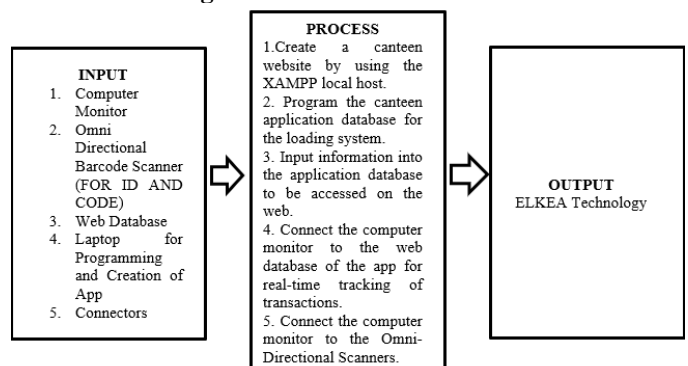 INPUT
1. Computer
Monitor
2. Omni
Directional
Barcode Scanner
(FOR ID AND
CODE)
3. Web Database
4. Laptop for
Programming
and Creation of
App
5. Connectors
PROCESS
1.Create a canteen
website by using the
XAMPP local host.
2. Program the canteen
application database for
the loading system.
3. Input information into
the application database
to be accessed on the
web.
4. Connect the computer
monitor to the web
database of the app for
real-time tracking of
transactions.
5. Connect the computer
monitor to the Omni-
Directional Scanners.
OUTPUT
ELKEA Technology